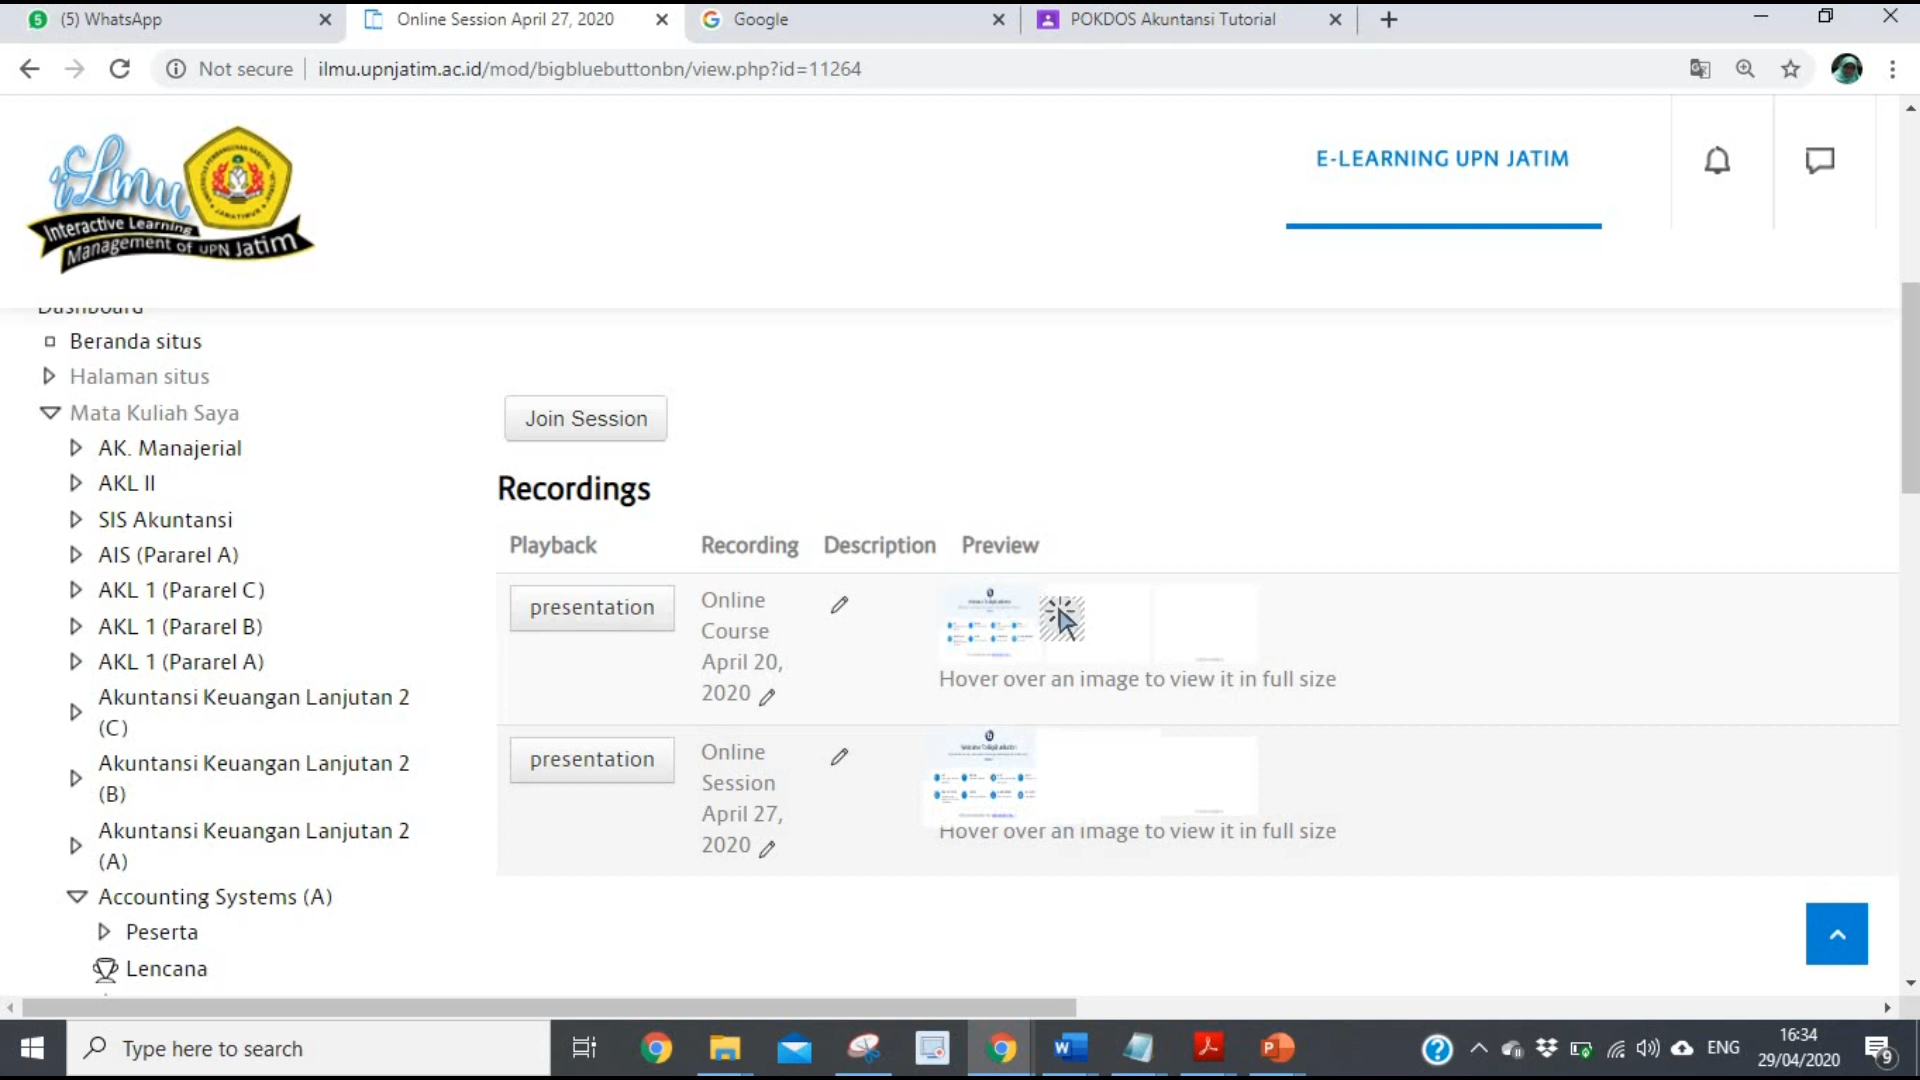 (5) WhatsApp
Online Session April 27, 2020
Google
POKDOS Akuntansi Tutorial
Not secure
ilmu.upnjatim.ac.id/mod/bigbluebuttonbn/view.php?id=11264
iLmu
Interactive Learning
Management of UPN Jatim
E-LEARNING UPN JATIM
Dashboard
Beranda situs
Halaman situs
Mata Kuliah Saya
AK. Manajerial
AKL II
SIS Akuntansi
AIS (Pararel A)
AKL 1 (Pararel C)
AKL 1 (Pararel B)
AKL 1 (Pararel A)
Akuntansi Keuangan Lanjutan 2
(C)
Akuntansi Keuangan Lanjutan 2
(B)
Akuntansi Keuangan Lanjutan 2
(A)
Accounting Systems (A)
Peserta
Lencana
Join Session
Recordings
Playback Recording Description Preview
presentation
Online
Course
April 20,
2020
Hover over an image to view it in full size
presentation
Online
Session
April 27,
2020
Hover over an image to view it in full size
Type here to search
ENG
16:34
29/04/2020
9